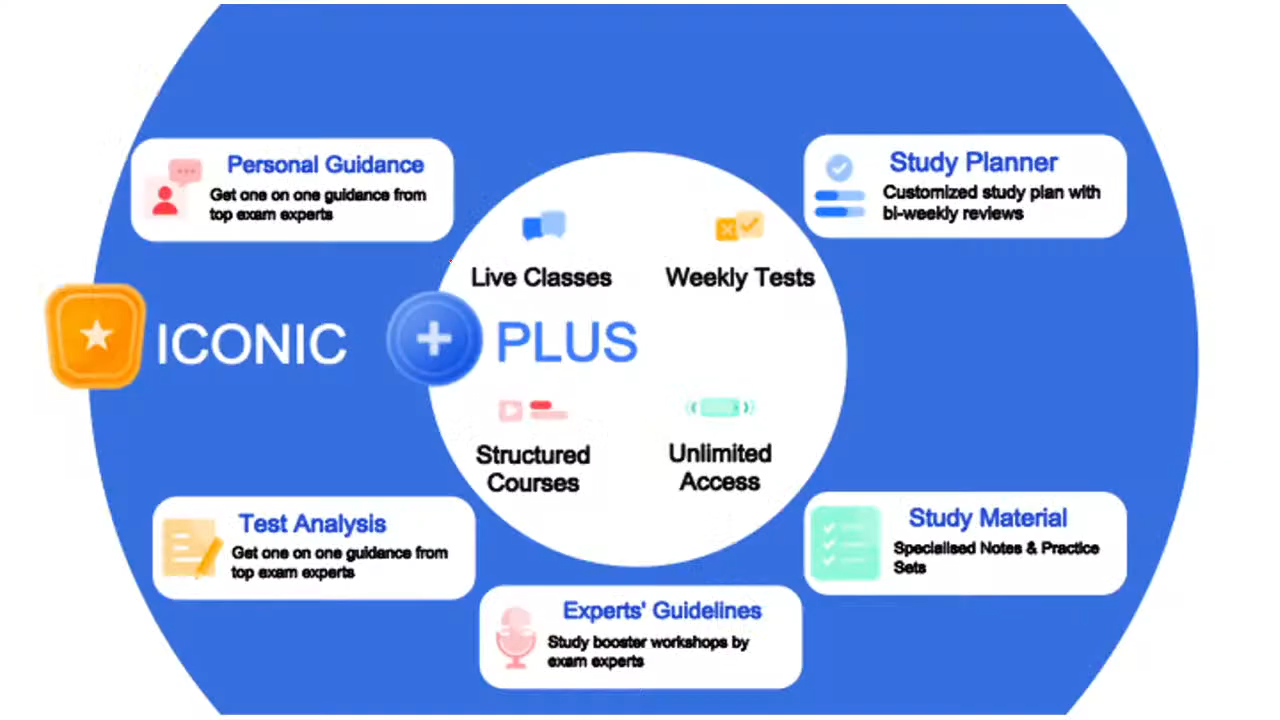 Personal Guidance
Get one on one guidance from
top exam experts
Study Planner
Customized study plan with
bi-weekly reviews
Live Classes
Weekly Tests
ICONIC
PLUS
Structured
Courses
Unlimited
Access
Test Analysis
Get one on one guidance from
top exam experts
Study Material
Specialised Notes & Practice
Sets
Experts' Guidelines
Study booster workshops by
exam experts